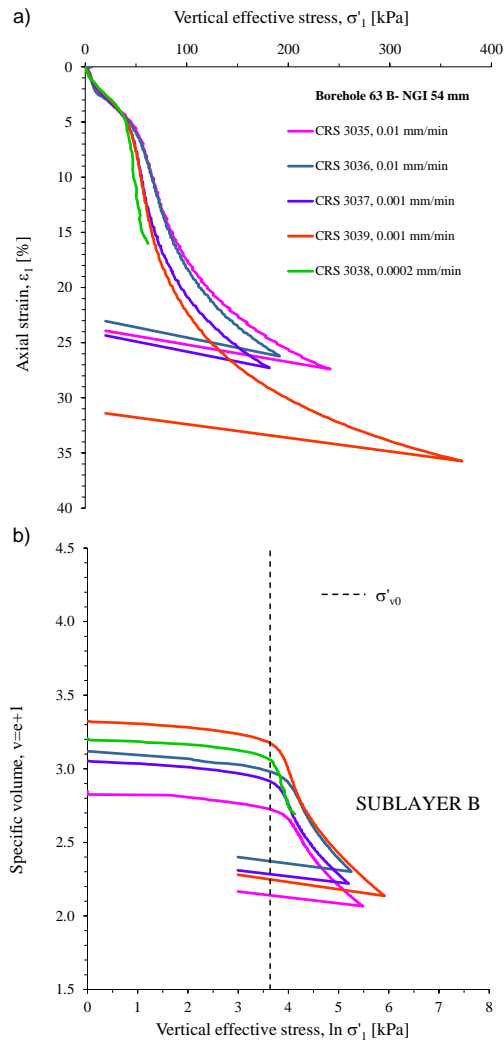 a)
Vertical effective stress, σ'₁ [kPa]
0 100 200 300 400
0
5
10
15
20
25
30
35
40
Axial strain, ε₁ [%]
Borehole 63 B- NGI 54 mm
CRS 3035, 0.01 mm/min
CRS 3036, 0.01 mm/min
CRS 3037, 0.001 mm/min
CRS 3039, 0.001 mm/min
CRS 3038, 0.0002 mm/min
b)
4.5
4.0
3.5
3.0
2.5
2.0
1.5
Specific volume, v=e+1
σ'v0
SUBLAYER B
0 1 2 3 4 5 6 7 8
Vertical effective stress, ln σ'₁ [kPa]